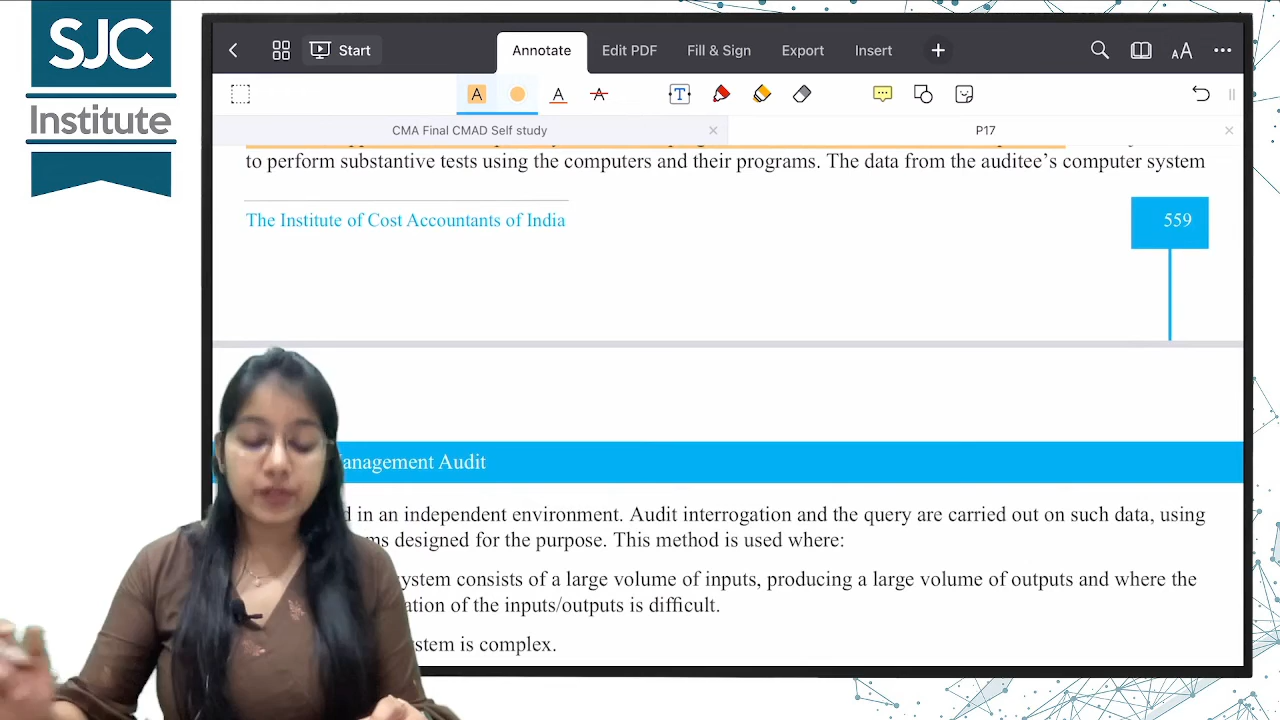 SJC
Institute
Start
Annotate
Edit PDF
Fill & Sign
Export
Insert
CMA Final CMAD Self study
P17
to perform substantive tests using the computers and their programs. The data from the auditee's computer system
The Institute of Cost Accountants of India
559
anagement Audit
in an independent environment. Audit interrogation and the query are carried out on such data, using
designed for the purpose. This method is used where:
consists of a large volume of inputs, producing a large volume of outputs and where the
of the inputs/outputs is difficult.
is complex.